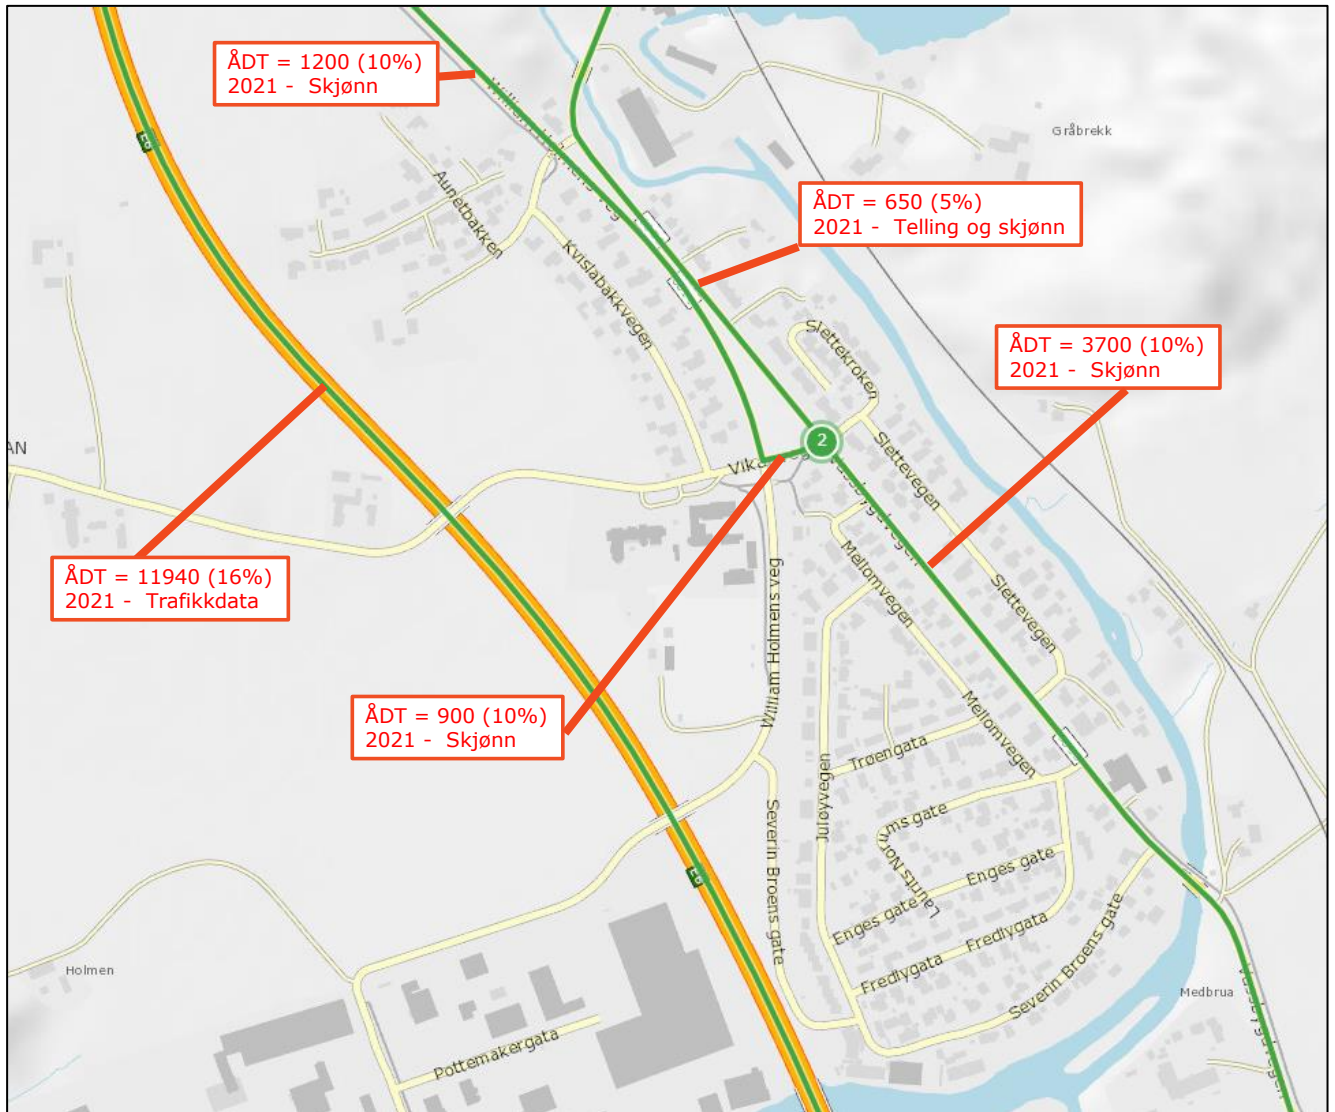 ÅDT = 1200 (10%)
2021 - Skjønn
E6
Gråbrekk
Aunetbakken
ÅDT = 650 (5%)
2021 - Telling og skjønn
Kvislabakkvegen
Slettekroken
ÅDT = 3700 (10%)
2021 - Skjønn
AN
2
Slettevegen
ÅDT = 11940 (16%)
2021 - Trafikkdata
Mellomvegen
Slettevegen
William Holmens veg
ÅDT = 900 (10%)
2021 - Skjønn
Mellomvegen
Trøengata
Juløyvegen
Severin Broens gate
E6
Enges gate
Enges gate
Fredlygata
Fredlygata
Severin Broens gate
Holmen
Medbrua
Pottemakergata